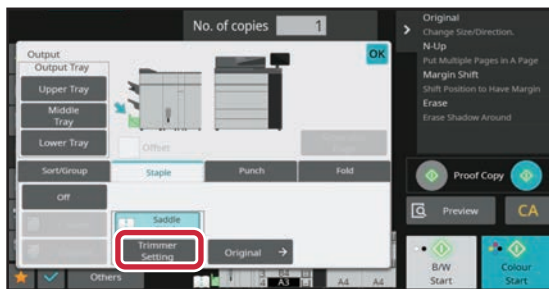 No. of copies 1
Original
Change Size/Direction.
N-Up
Put Multiple Pages in A Page
Margin Shift
Shift Position to Have Margin
Erase
Erase Shadow Around
Output
OK
Output Tray
Upper Tray
Middle
Tray
Lower Tray
Offset
Sort/Group
Staple
Punch
Fold
Off
Saddle
Trimmer
Setting
Original →
Proof Copy
Preview
CA
B/W
Start
Colour
Start
Others
A3
A4
A4